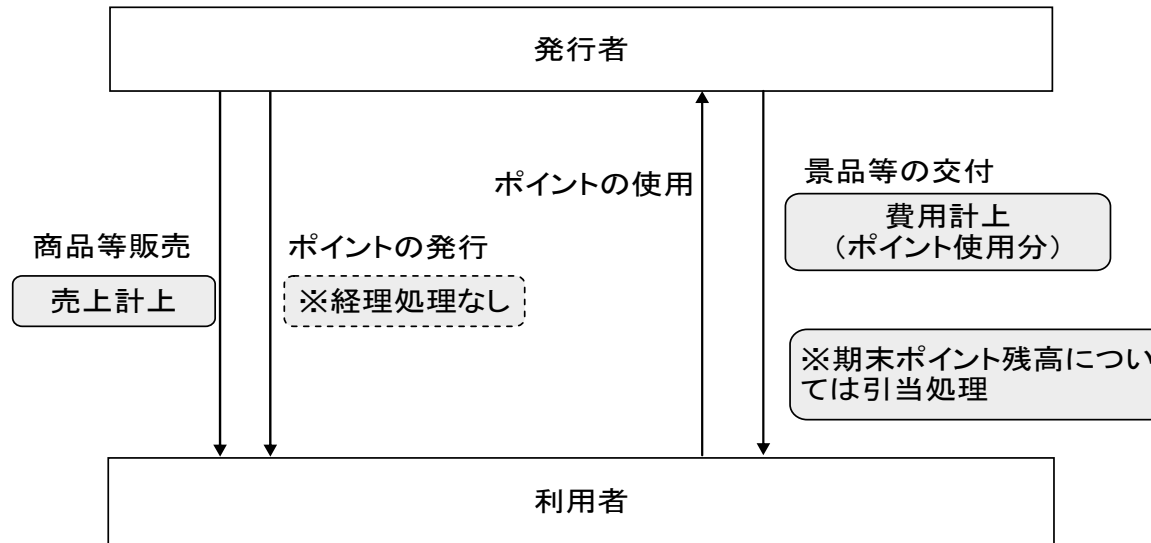 発行者
商品等販売
売上計上
ポイントの発行
※経理処理なし
ポイントの使用
景品等の交付
費用計上
(ポイント使用分)
※期末ポイント残高につい
ては引当処理
利用者